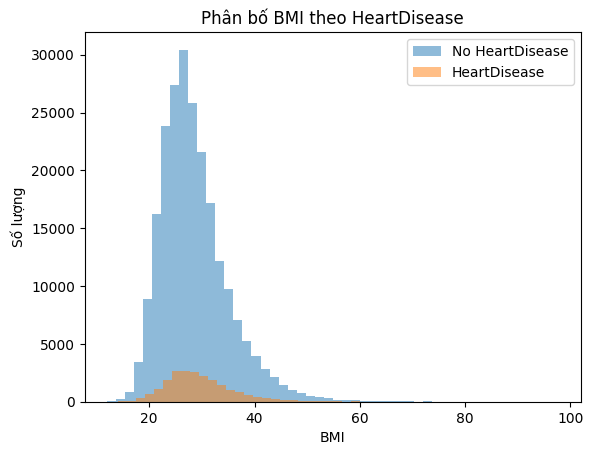 Phân bố BMI theo HeartDisease
No HeartDisease
HeartDisease
Số lượng
30000
25000
20000
15000
10000
5000
0
20
40
60
80
100
BMI